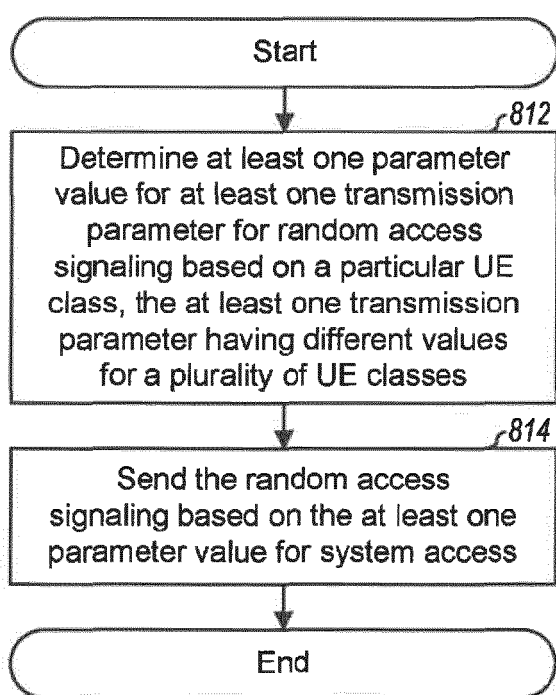 Start
812
Determine at least one parameter
value for at least one transmission
parameter for random access
signaling based on a particular UE
class, the at least one transmission
parameter having different values
for a plurality of UE classes
814
Send the random access
signaling based on the at least one
parameter value for system access
End